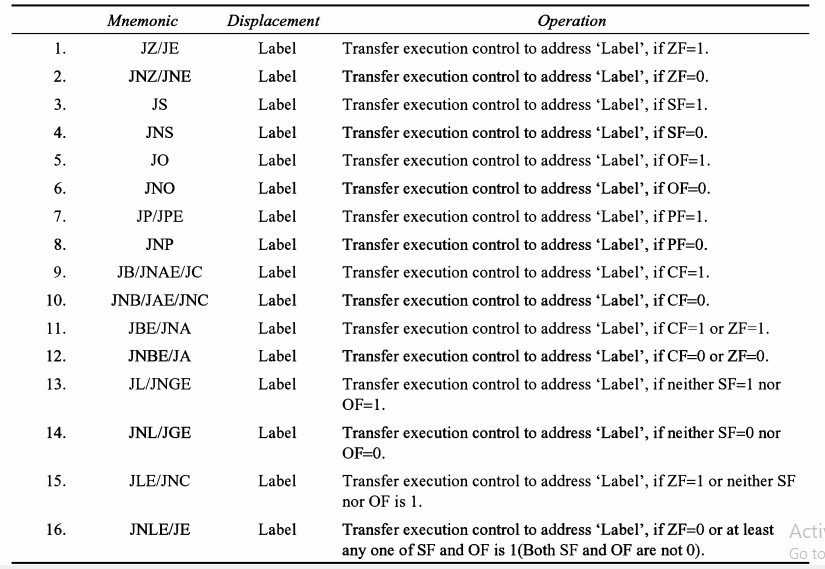 Mnemonic Displacement Operation
1. JZ/JE Label Transfer execution control to address ‘Label’, if ZF=1.
2. JNZ/JNE Label Transfer execution control to address ‘Label’, if ZF=0.
3. JS Label Transfer execution control to address ‘Label’, if SF=1.
4. JNS Label Transfer execution control to address ‘Label’, if SF=0.
5. JO Label Transfer execution control to address ‘Label’, if OF=1.
6. JNO Label Transfer execution control to address ‘Label’, if OF=0.
7. JP/JPE Label Transfer execution control to address ‘Label’, if PF=1.
8. JNP Label Transfer execution control to address ‘Label’, if PF=0.
9. JB/JNAE/JC Label Transfer execution control to address ‘Label’, if CF=1.
10. JNB/JAE/JNC Label Transfer execution control to address ‘Label’, if CF=0.
11. JBE/JNA Label Transfer execution control to address ‘Label’, if CF=1 or ZF=1.
12. JNBE/JA Label Transfer execution control to address ‘Label’, if CF=0 or ZF=0.
13. JL/JNGE Label Transfer execution control to address ‘Label’, if neither SF=1 nor
OF=1.
14. JNL/JGE Label Transfer execution control to address ‘Label’, if neither SF=0 nor
OF=0.
15. JLE/JNC Label Transfer execution control to address ‘Label’, if ZF=1 or neither SF
nor OF is 1.
16. JNLE/JE Label Transfer execution control to address ‘Label’, if ZF=0 or at least
any one of SF and OF is 1(Both SF and OF are not 0).
Acti
Go to